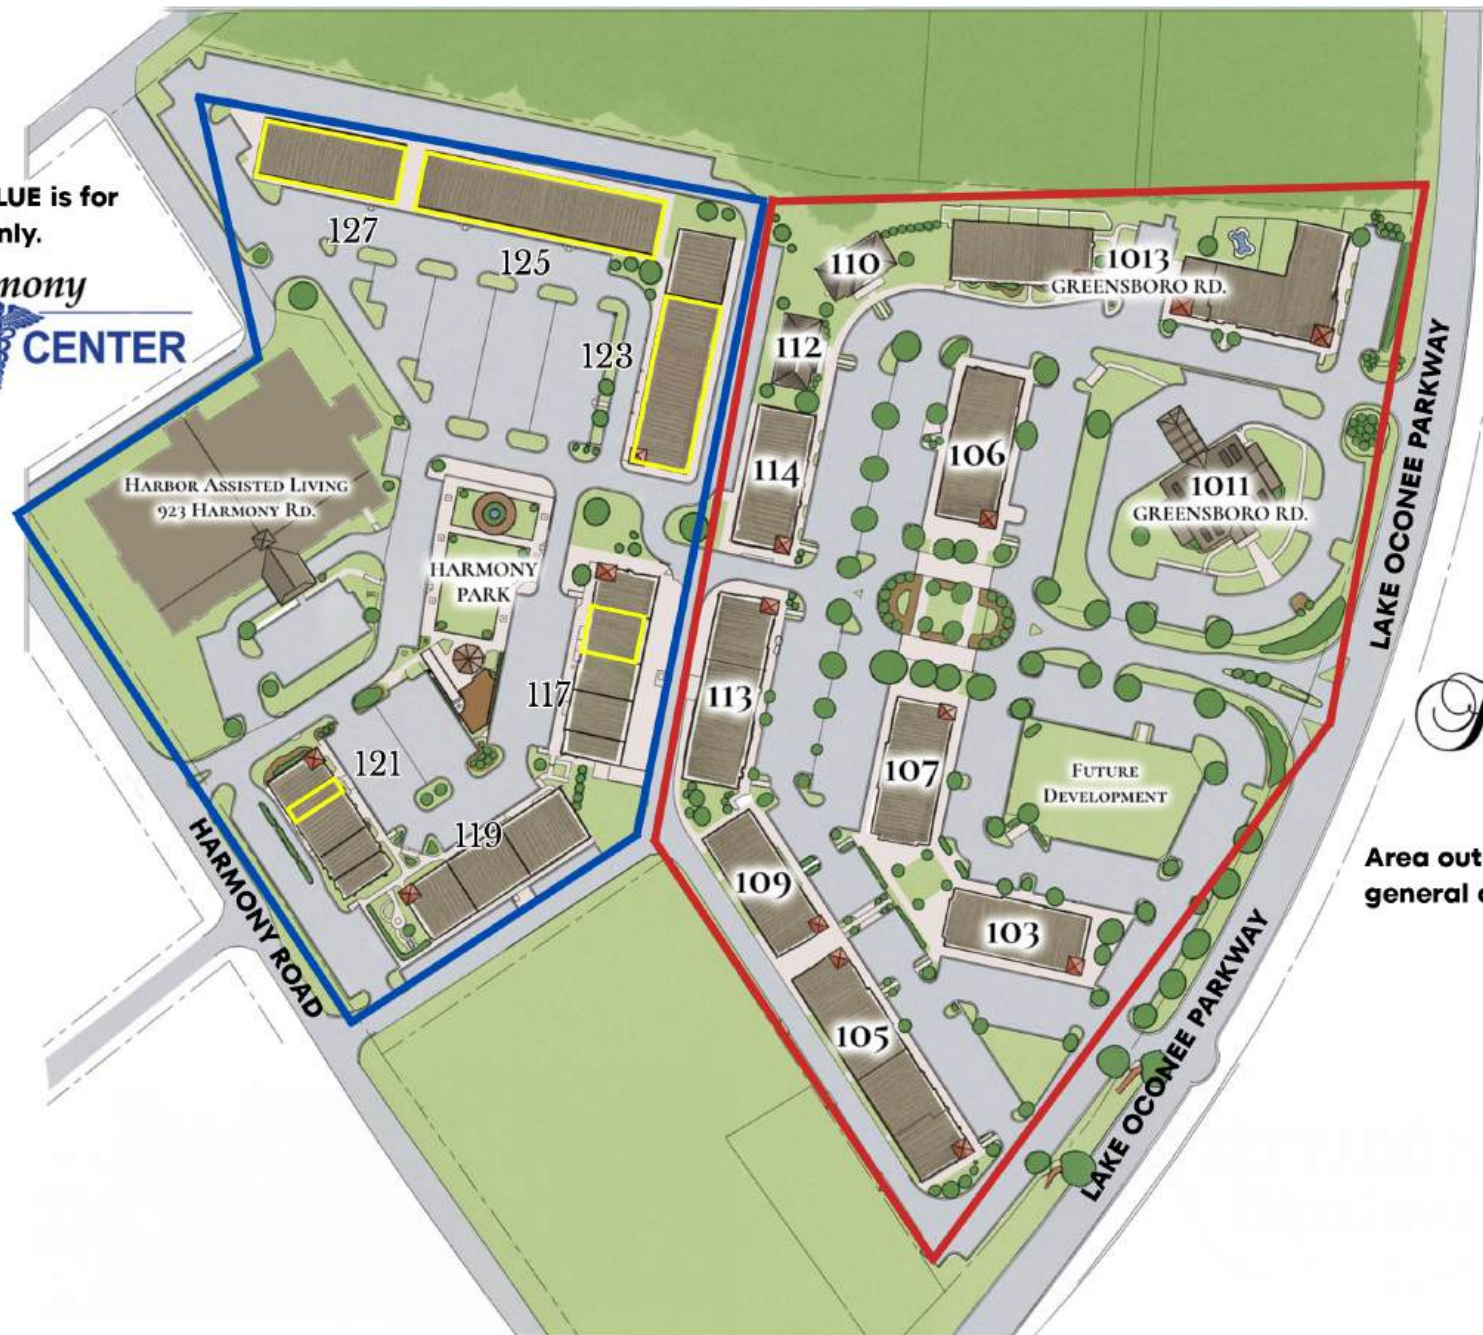 LUE is for
nly.
mony
CENTER
127
125
123
110
1013
GREENSBORO RD.
112
114
106
1011
GREENSBORO RD.
HARBOR ASSISTED LIVING
923 HARMONY RD.
HARMONY
PARK
117
113
121
119
107
FUTURE
DEVELOPMENT
109
103
105
HARMONY ROAD
LAKE OCONEE PARKWAY
LAKE OCONEE PARKWAY
Area out
general